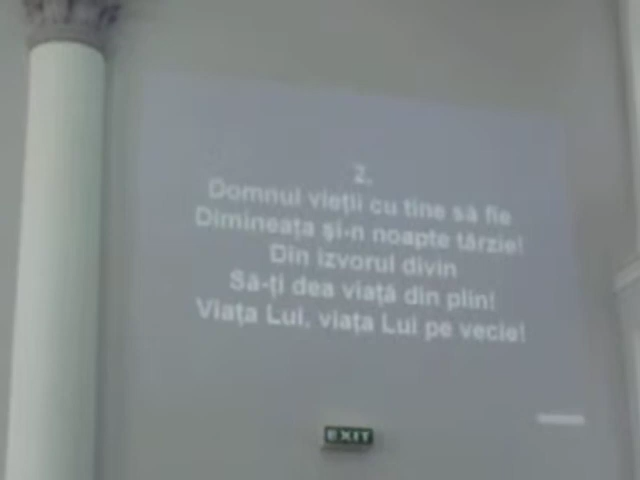 2.
Domnul vieții cu tine să fie
Dimineața și-n noapte târzie!
Din izvorul divin
Să-ți dea viață din plin!
Viața Lui, viața Lui pe vecie!
EXIT